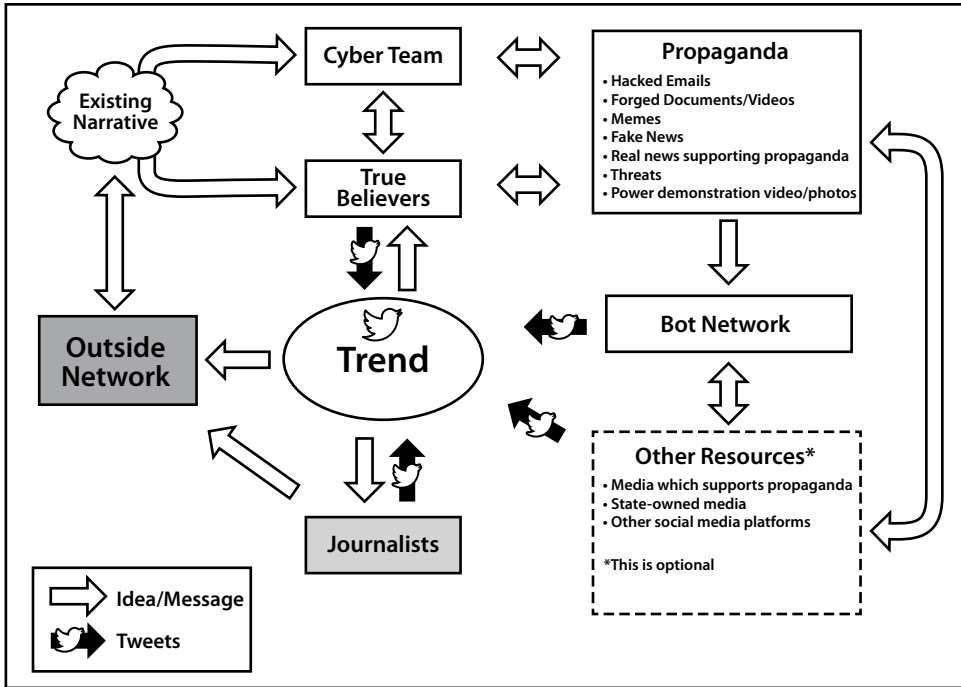 Cyber Team
Propaganda
• Hacked Emails
• Forged Documents/Videos
• Memes
• Fake News
• Real news supporting propaganda
• Threats
• Power demonstration video/photos
Existing
Narrative
True
Believers
Outside
Network
Trend
Bot Network
Other Resources*
• Media which supports propaganda
• State-owned media
• Other social media platforms
*This is optional
Journalists
Idea/Message
Tweets